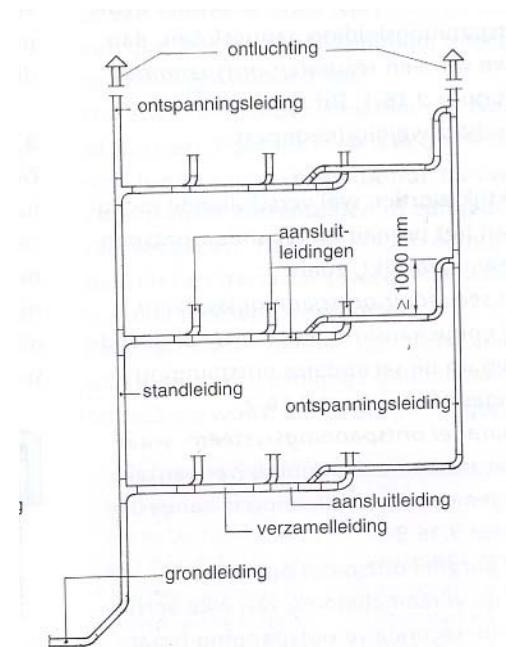 ontluchting
ontspanningsleiding
aansluit-
leidingen
≥ 1000 mm
standleiding
ontspanningsleiding
aansluitleiding
verzamelleiding
grondleiding